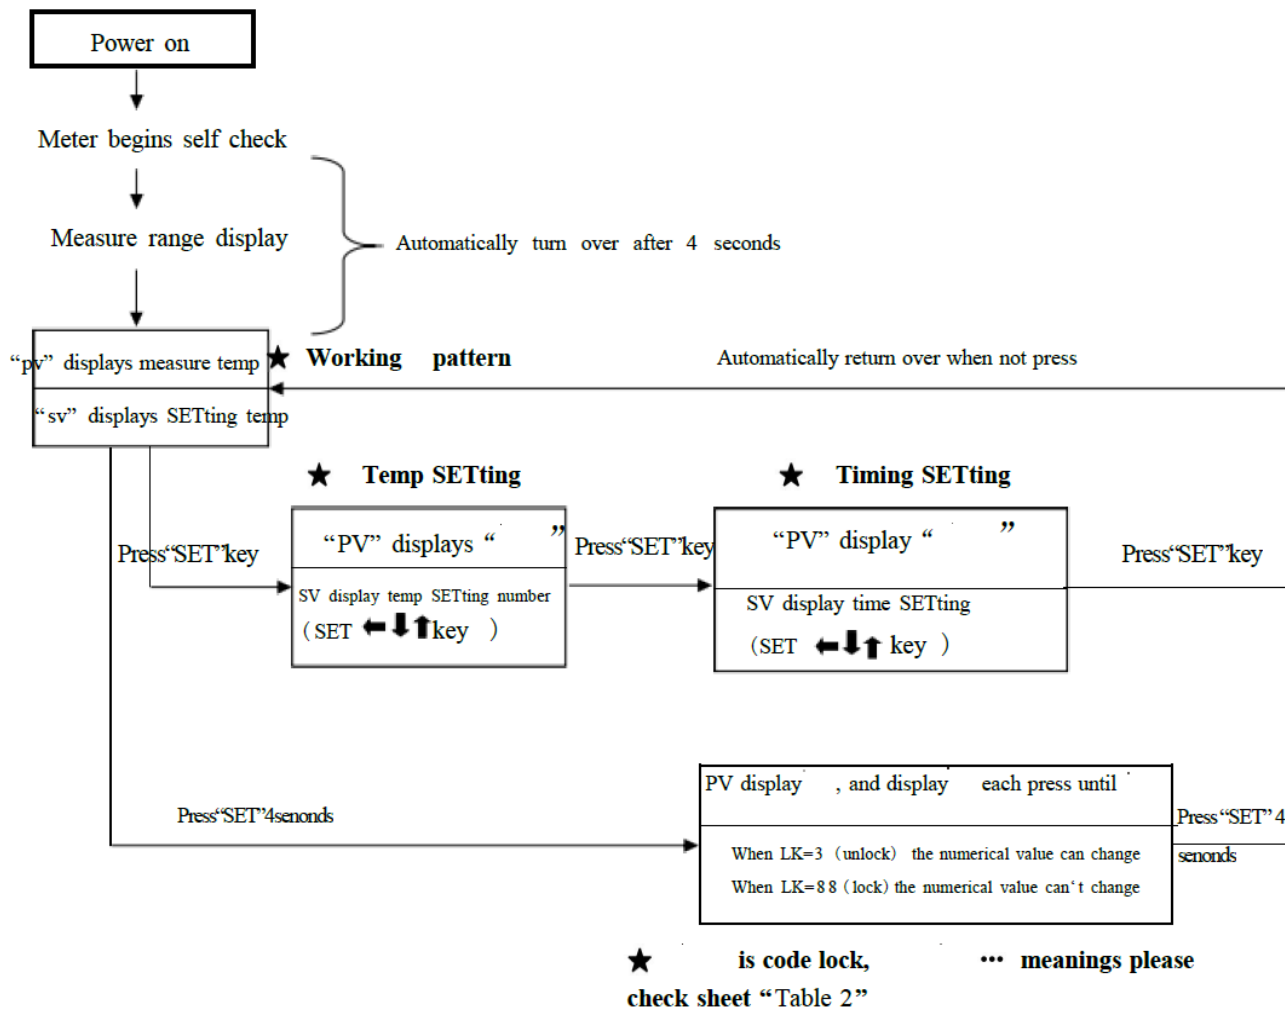 Power on
Meter begins self check
Measure range display
Automatically turn over after 4 seconds
“pv” displays measure temp
★ Working pattern
Automatically return over when not press
“sv” displays SETting temp
★ Temp SETting
★ Timing SETting
Press“SET”key
“PV” displays “ ”
Press“SET”key
“PV” display “ ”
Press“SET”key
SV display temp SETting number
(SET ←↓↑key )
SV display time SETting
(SET ←↓↑ key )
Press“SET”4senonds
PV display , and display each press until
When LK=3 (unlock) the numerical value can change
When LK=88 (lock) the numerical value can‘t change
Press “SET” 4
senonds
★ is code lock, ··· meanings please
check sheet “Table 2”